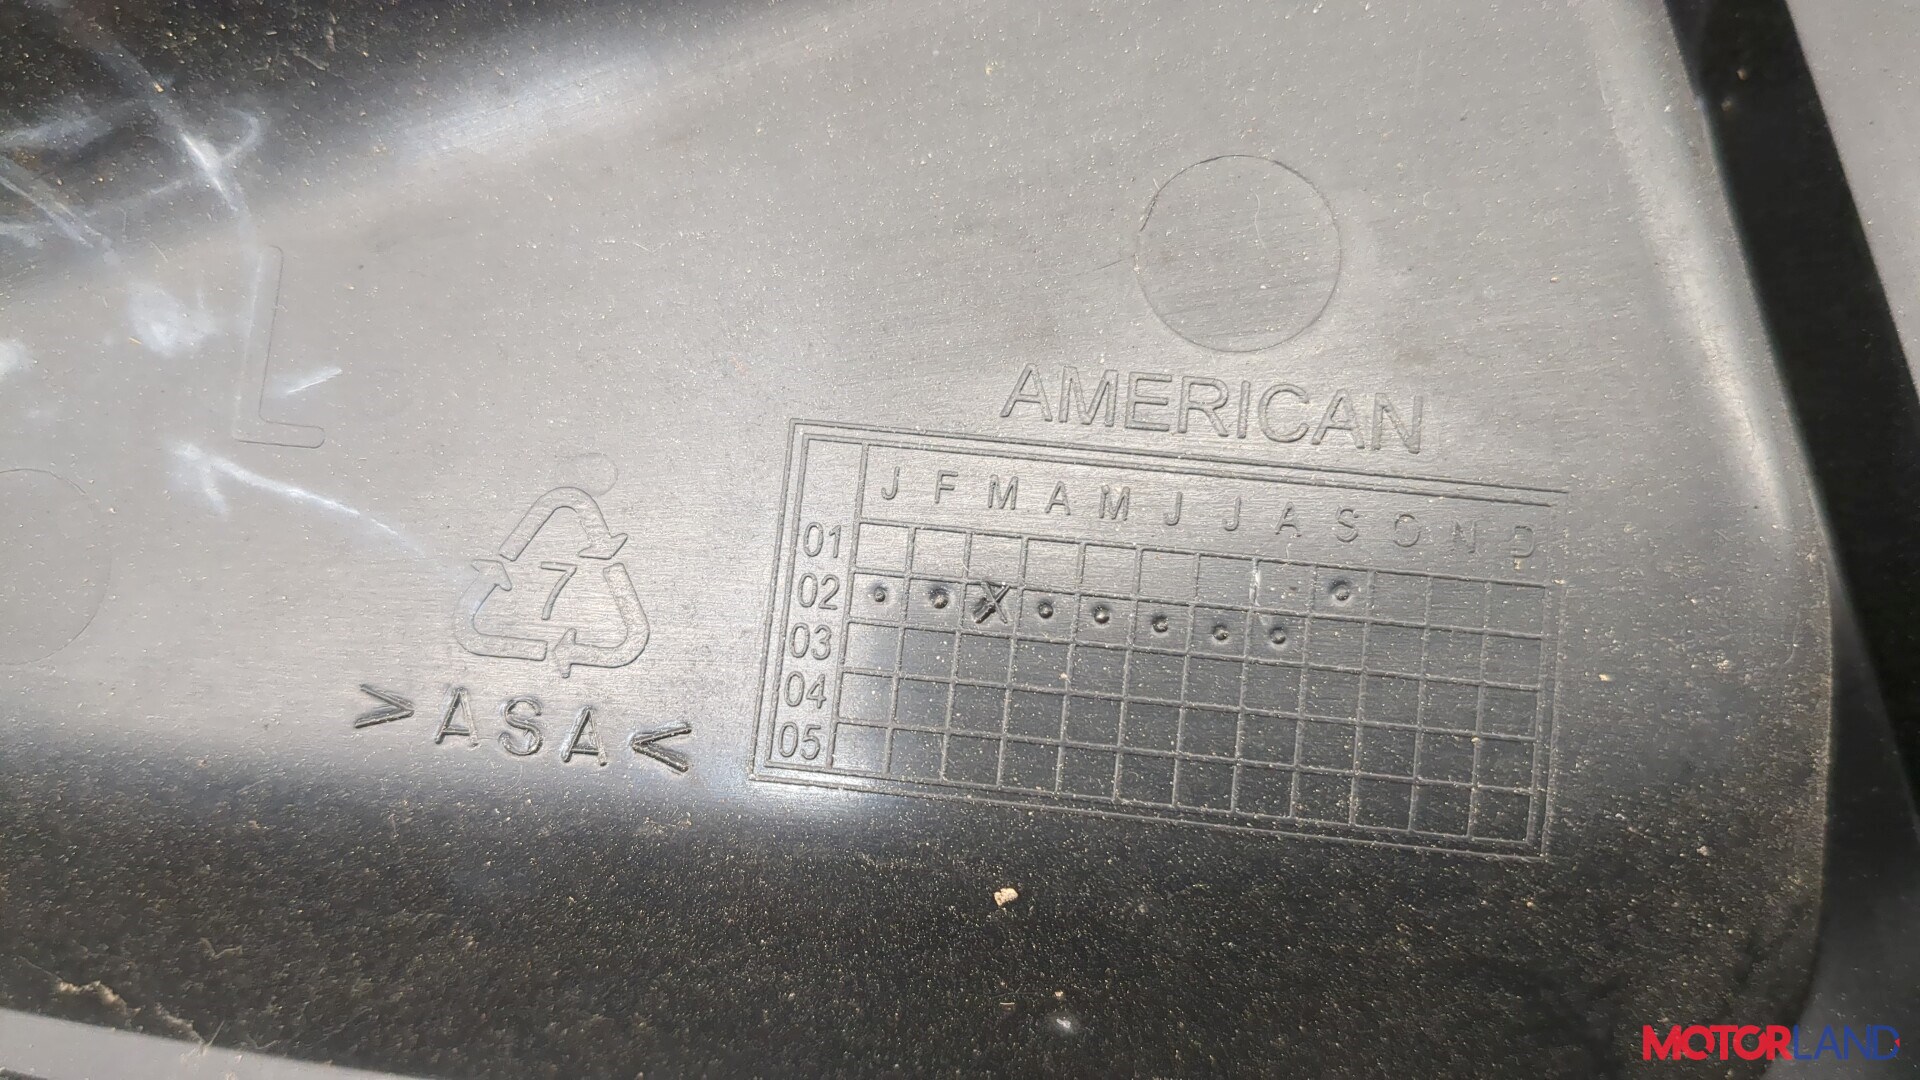 L
AMERICAN
J F M A M J J A S O N D
01
02 X
03
04
05
7
>ASA<
MOTORLAND